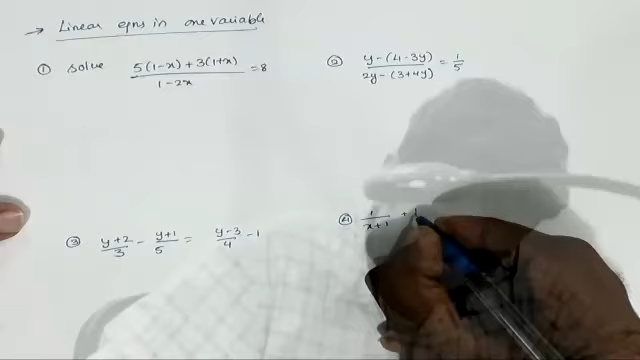 → Linear eqns in one variable
① solve (5(1-x) + 3(1+x))/(1-2x) = 8
② (y-(4-3y))/(2y-(3+4y)) = 1/5
③ (y+2)/3 - (y+1)/5 = (y-3)/4 - 1
④ 1/(x+1) + 1